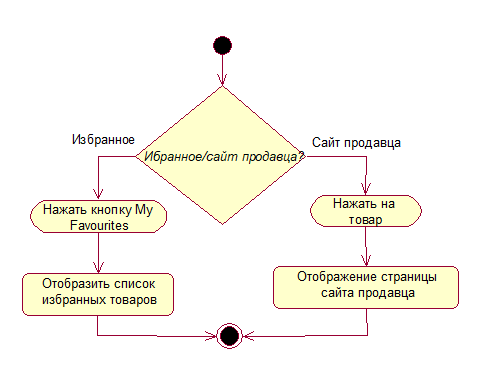 Избранное
Сайт продавца
Ибранное/сайт продавца?
Нажать кнопку My
Favourites
Нажать на
товар
Отобразить список
избранных товаров
Отображение страницы
сайта продавца